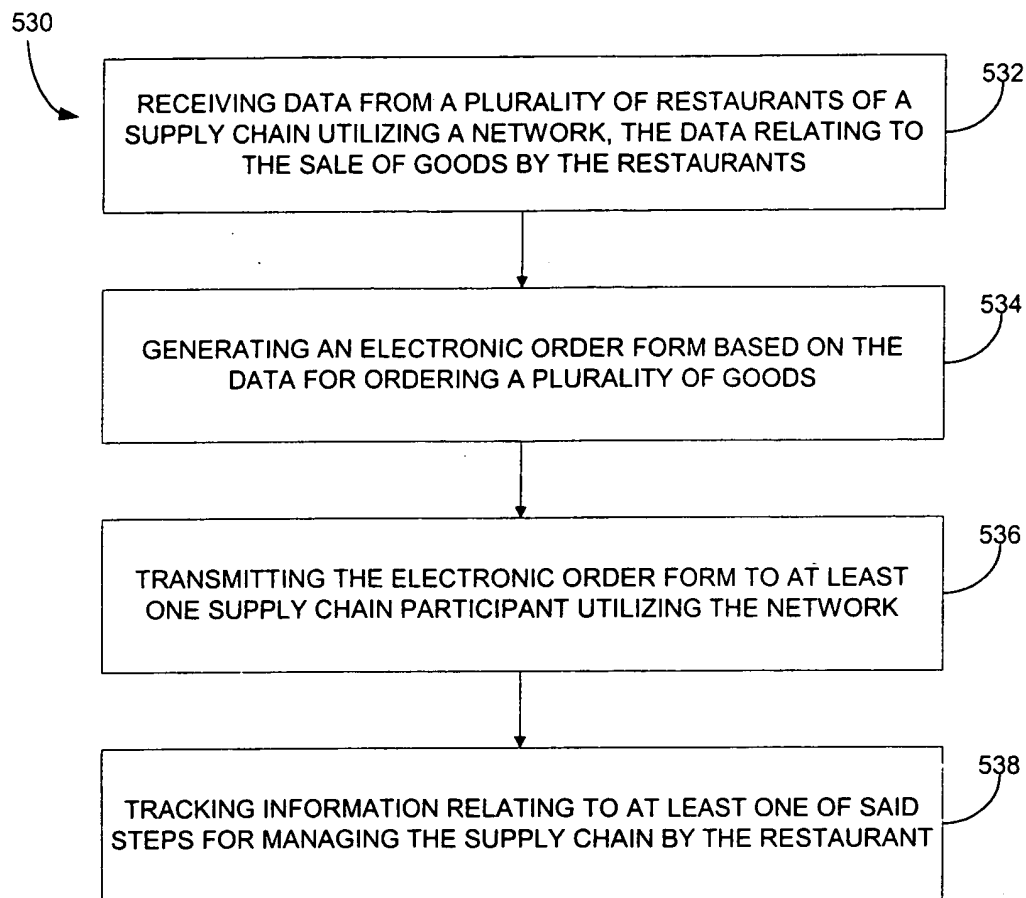 530
532
RECEIVING DATA FROM A PLURALITY OF RESTAURANTS OF A
SUPPLY CHAIN UTILIZING A NETWORK, THE DATA RELATING TO
THE SALE OF GOODS BY THE RESTAURANTS
534
GENERATING AN ELECTRONIC ORDER FORM BASED ON THE
DATA FOR ORDERING A PLURALITY OF GOODS
536
TRANSMITTING THE ELECTRONIC ORDER FORM TO AT LEAST
ONE SUPPLY CHAIN PARTICIPANT UTILIZING THE NETWORK
538
TRACKING INFORMATION RELATING TO AT LEAST ONE OF SAID
STEPS FOR MANAGING THE SUPPLY CHAIN BY THE RESTAURANT